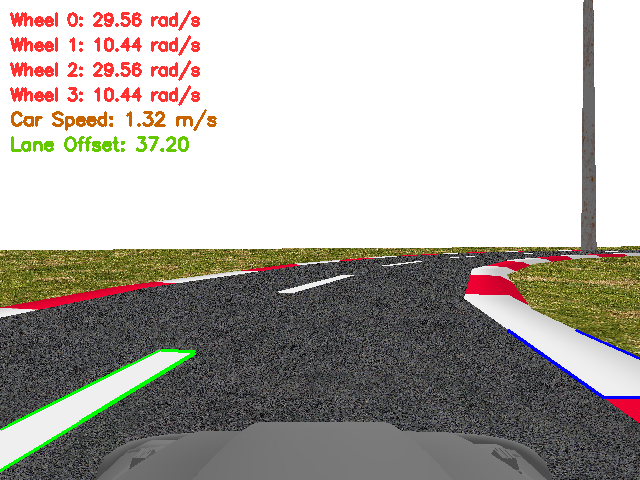 Wheel 0: 29.56 rad/s
Wheel 1: 10.44 rad/s
Wheel 2: 29.56 rad/s
Wheel 3: 10.44 rad/s
Car Speed: 1.32 m/s
Lane Offset: 37.20